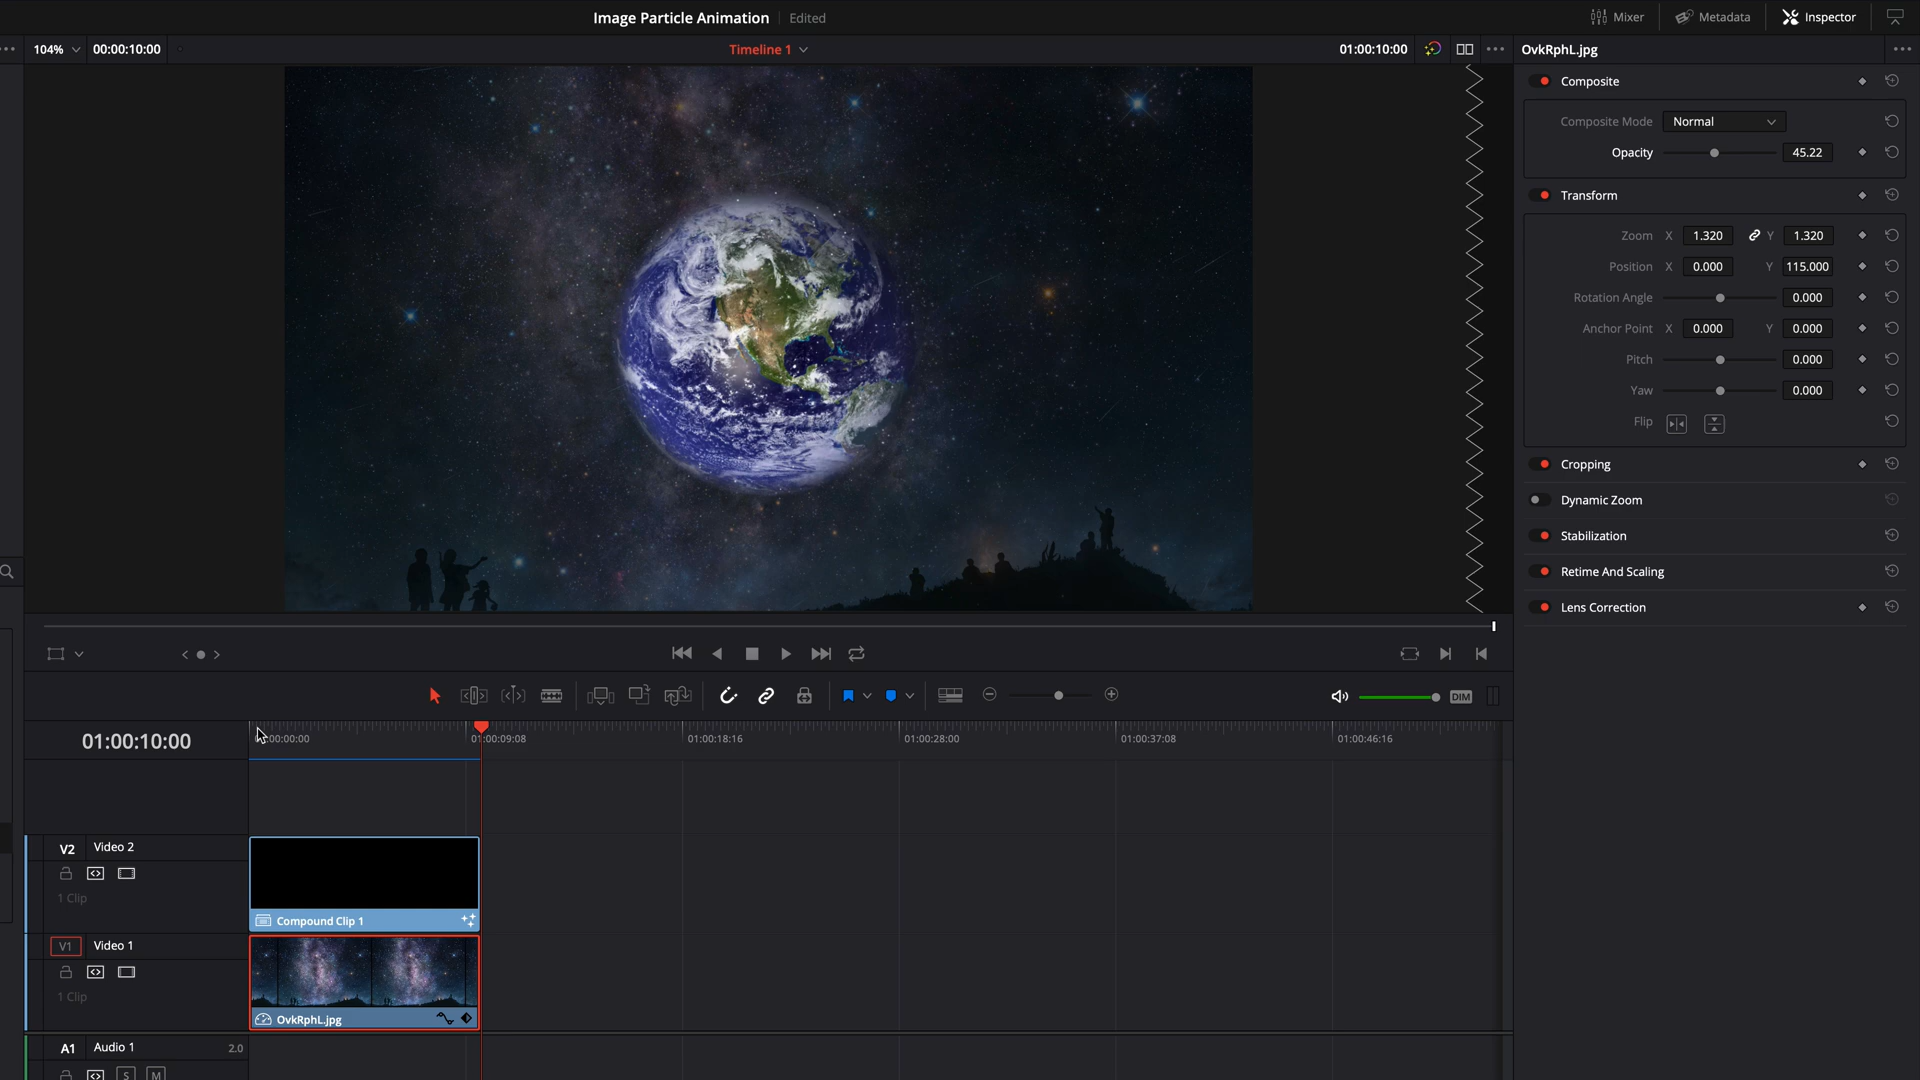 Image Particle Animation Edited
Mixer Metadata Inspector
104% 00:00:10:00 Timeline 1 01:00:10:00 OvkRphL.jpg
Composite
Composite Mode Normal
Opacity 45.22
Transform
Zoom X 1.320 Y 1.320
Position X 0.000 Y 115.000
Rotation Angle 0.000
Anchor Point X 0.000 Y 0.000
Pitch 0.000
Yaw 0.000
Flip
Cropping
Dynamic Zoom
Stabilization
Retime And Scaling
Lens Correction
DIM
01:00:10:00 :00:00:00 01:00:09:08 01:00:18:16 01:00:28:00 01:00:37:08 01:00:46:16
V2 Video 2
1 Clip
Compound Clip 1
V1 Video 1
1 Clip
OvkRphL.jpg
A1 Audio 1 2.0
S M